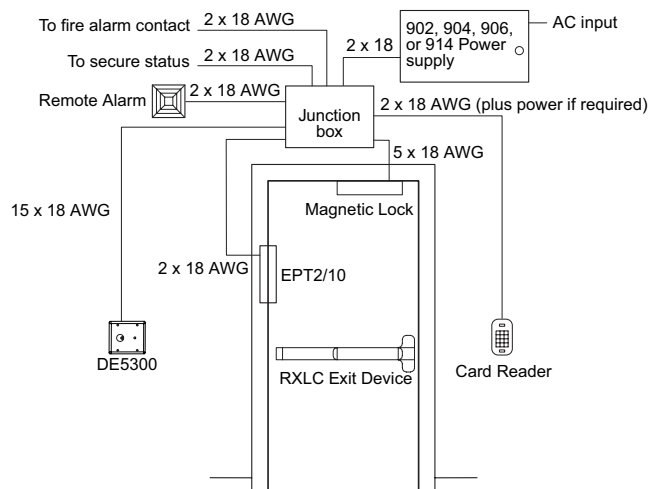 To fire alarm contact
2 x 18 AWG
902, 904, 906,
or 914 Power
supply
AC input
To secure status
2 x 18 AWG
2 x 18
Remote Alarm
2 x 18 AWG
Junction
box
2 x 18 AWG (plus power if required)
5 x 18 AWG
15 x 18 AWG
Magnetic Lock
2 x 18 AWG
EPT2/10
DE5300
RXLC Exit Device
Card Reader